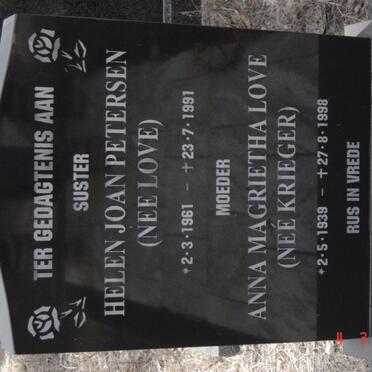 TER GEDAGTENIS AAN
SUSTER
HELEN JOAN PETERSEN
(NEE LOVE)
*2·3·1961 – †23·7·1991
MOEDER
ANNA MAGRIETHA LOVE
(NEÉ KRIEGER)
*2·5·1939 – †27·8·1998
RUS IN VREDE